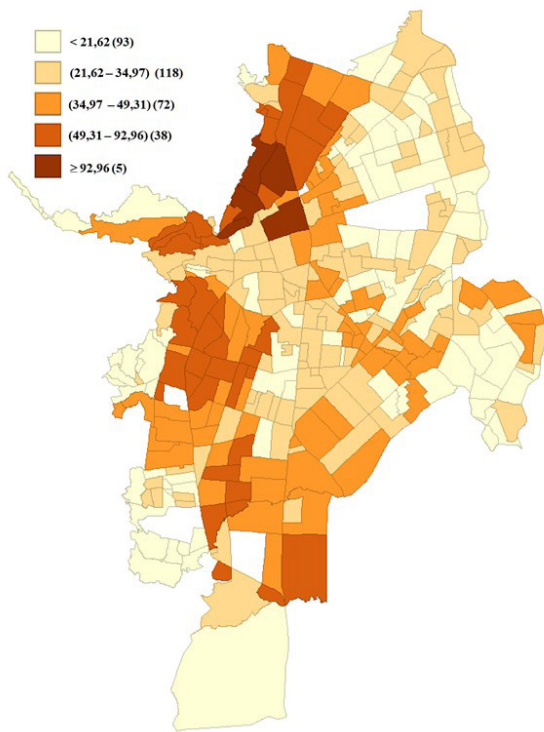 < 21,62 (93)
(21,62 – 34,97) (118)
(34,97 – 49,31) (72)
(49,31 – 92,96) (38)
≥ 92,96 (5)